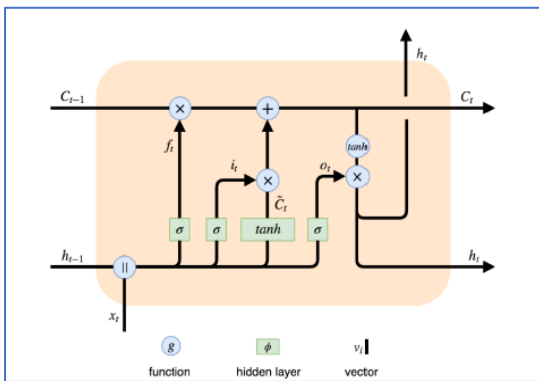 h_t
C_{t-1} × + C_t
f_t tanh
i_t × o_t ×
C̃_t
σ σ tanh σ
h_{t-1} || h_t
x_t
g ϕ v_i
function hidden layer vector